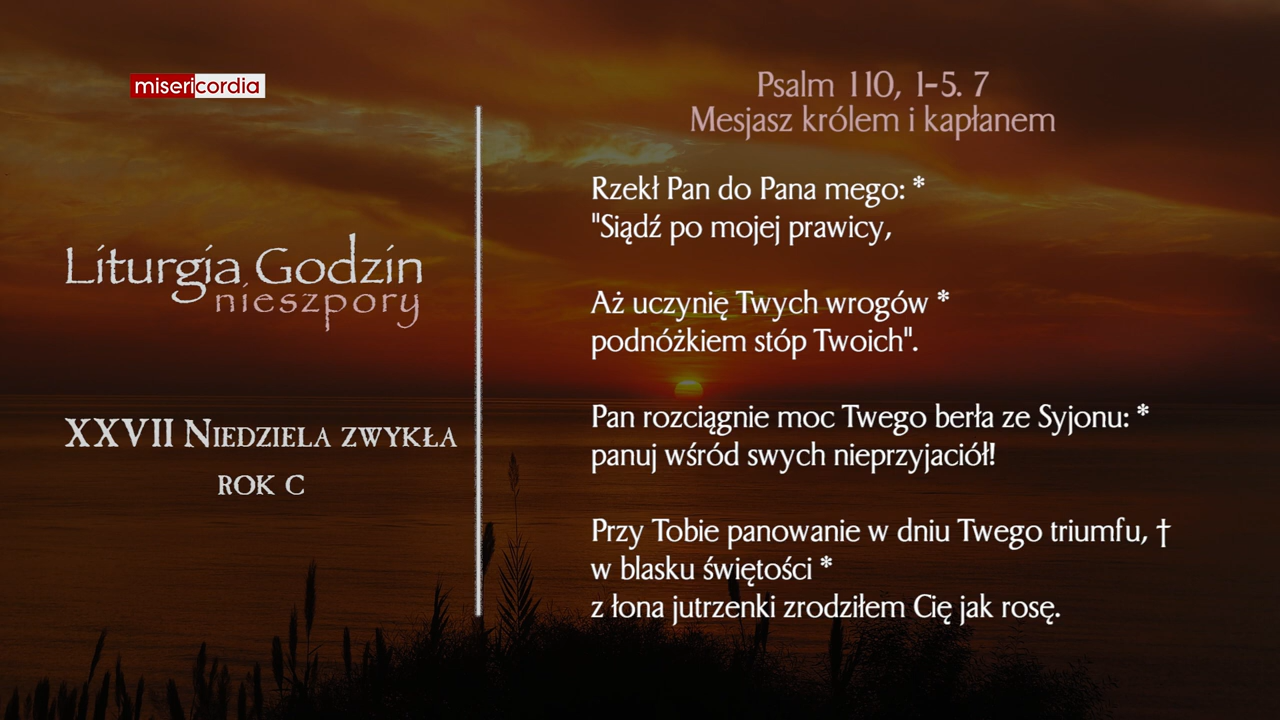 misericordia
Liturgia Godzin
nieszpory
XXVII Niedziela zwykła
rok C
Psalm 110, 1-5. 7
Mesjasz królem i kapłanem
Rzekł Pan do Pana mego: *
"Siądź po mojej prawicy,
Aż uczynię Twych wrogów *
podnóżkiem stóp Twoich".
Pan rozciągnie moc Twego berła ze Syjonu: *
panuj wśród swych nieprzyjaciół!
Przy Tobie panowanie w dniu Twego triumfu, †
w blasku świętości *
z łona jutrzenki zrodziłem Cię jak rosę.